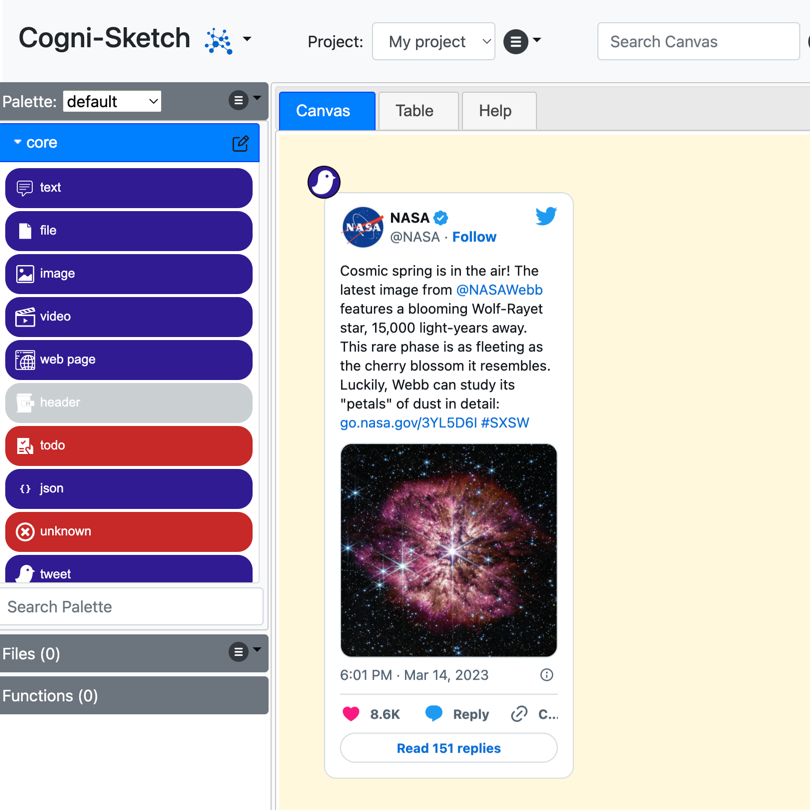 Cogni-Sketch
Project: My project
Search Canvas
Palette: default
core
text
file
image
video
web page
header
todo
json
unknown
tweet
Search Palette
Files (0)
Functions (0)
Canvas Table Help
NASA
NASA
@NASA · Follow
Cosmic spring is in the air! The
latest image from @NASAWebb
features a blooming Wolf-Rayet
star, 15,000 light-years away.
This rare phase is as fleeting as
the cherry blossom it resembles.
Luckily, Webb can study its
"petals" of dust in detail:
go.nasa.gov/3YL5D6I #SXSW
6:01 PM · Mar 14, 2023
8.6K Reply C...
Read 151 replies